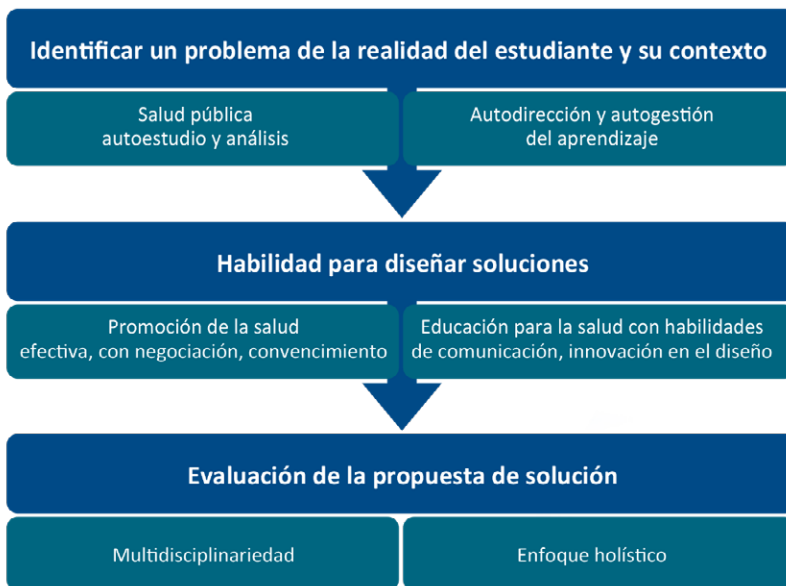 Identificar un problema de la realidad del estudiante y su contexto
Salud pública
autoestudio y análisis
Autodirección y autogestión
del aprendizaje
Habilidad para diseñar soluciones
Promoción de la salud
efectiva, con negociación, convencimiento
Educación para la salud con habilidades
de comunicación, innovación en el diseño
Evaluación de la propuesta de solución
Multidisciplinariedad
Enfoque holístico